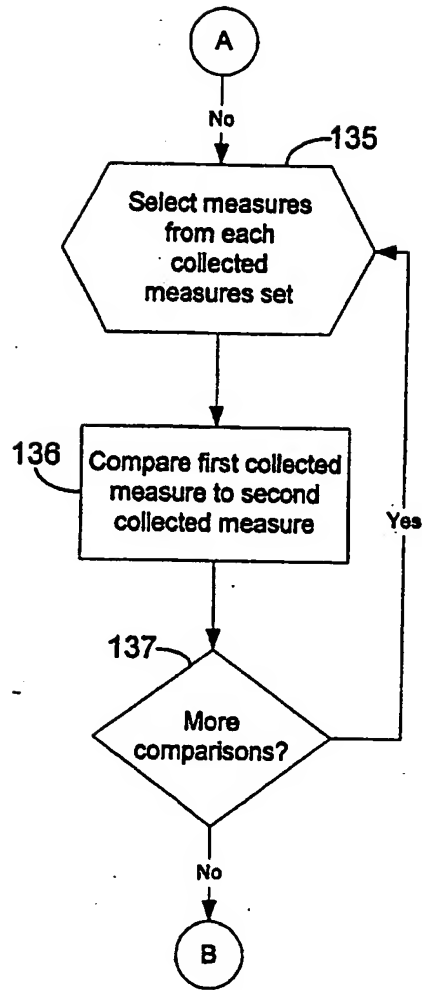 A
No
135
Select measures
from each
collected
measures set
136
Compare first collected
measure to second
collected measure
Yes
137
More
comparisons?
No
B